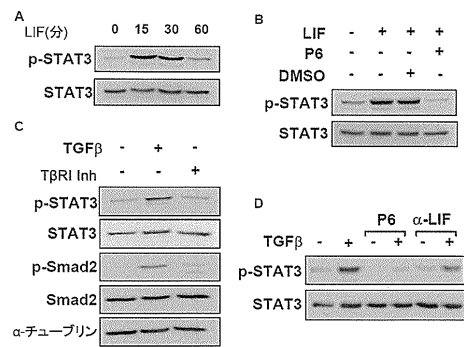 A
LIF(分) 0 15 30 60
p-STAT3
STAT3
B
LIF - + + +
P6 +
DMSO +
p-STAT3
STAT3
C
TGFβ - + -
TβRI Inh - - +
p-STAT3
STAT3
p-Smad2
Smad2
α-チューブリン
D
P6 α-LIF
TGFβ - + - + - +
p-STAT3
STAT3